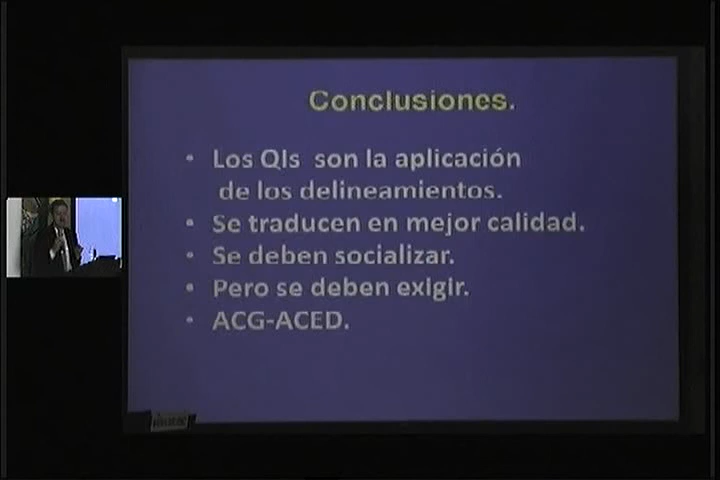 Conclusiones.
• Los QIs son la aplicación
de los delineamientos.
• Se traducen en mejor calidad.
• Se deben socializar.
• Pero se deben exigir.
• ACG-ACED.